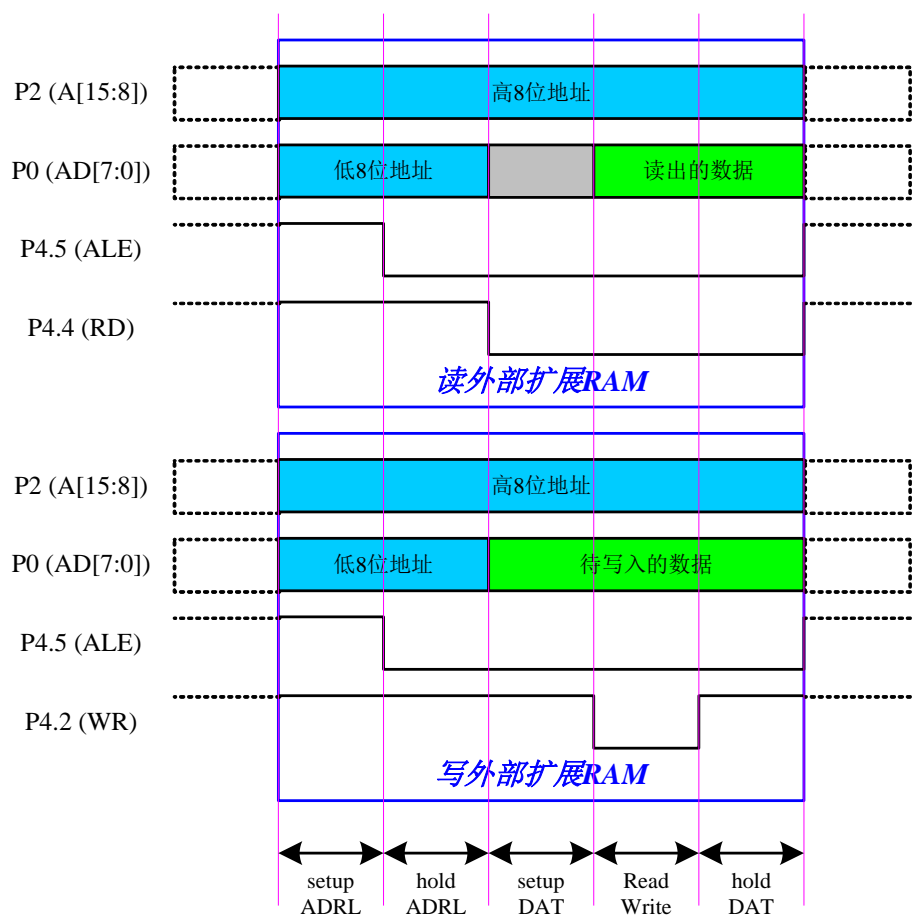 P2 (A[15:8])
高8位地址
P0 (AD[7:0])
低8位地址
读出的数据
P4.5 (ALE)
P4.4 (RD)
读外部扩展RAM
P2 (A[15:8])
高8位地址
P0 (AD[7:0])
低8位地址
待写入的数据
P4.5 (ALE)
P4.2 (WR)
写外部扩展RAM
setup
ADRL
hold
ADRL
setup
DAT
Read
Write
hold
DAT